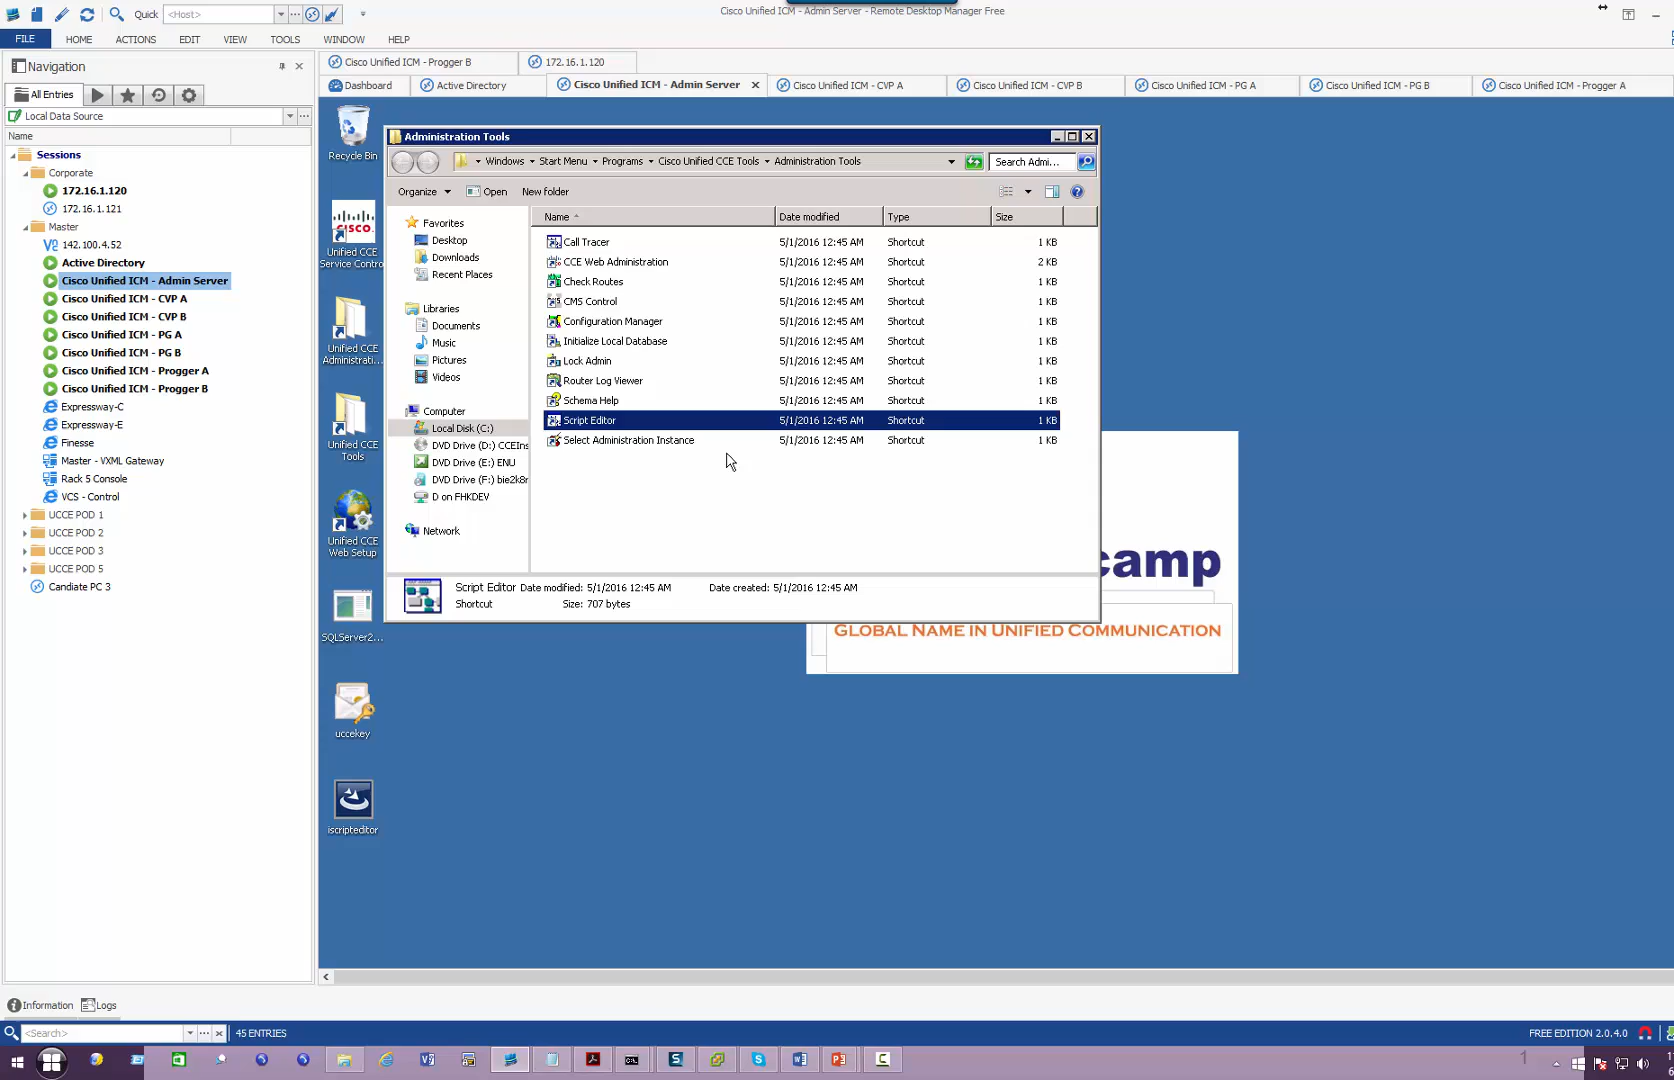 Quick
<Host>
Cisco Unified ICM - Admin Server - Remote Desktop Manager Free
FILE HOME ACTIONS EDIT VIEW TOOLS WINDOW HELP
Navigation
Cisco Unified ICM - Progger B
172.16.1.120
Dashboard
Active Directory
Cisco Unified ICM - Admin Server
Cisco Unified ICM - CVP A
Cisco Unified ICM - CVP B
Cisco Unified ICM - PG A
Cisco Unified ICM - PG B
Cisco Unified ICM - Progger A
All Entries
Local Data Source
Name
Sessions
Corporate
172.16.1.120
172.16.1.121
Master
142.100.4.52
Active Directory
Cisco Unified ICM - Admin Server
Cisco Unified ICM - CVP A
Cisco Unified ICM - CVP B
Cisco Unified ICM - PG A
Cisco Unified ICM - PG B
Cisco Unified ICM - Progger A
Cisco Unified ICM - Progger B
Expressway-C
Expressway-E
Finesse
Master - VXML Gateway
Rack 5 Console
VCS - Control
UCCE POD 1
UCCE POD 2
UCCE POD 3
UCCE POD 5
Candiate PC 3
Recycle Bin
CISCO
Unified CCE
Service Contro
Unified CCE
Administrati...
Unified CCE
Tools
Unified CCE
Web Setup
SQLServer2...
uccekey
iscripteditor
Administration Tools
Windows Start Menu Programs Cisco Unified CCE Tools Administration Tools
Search Admi...
Organize Open New folder
Favorites
Desktop
Downloads
Recent Places
Libraries
Documents
Music
Pictures
Videos
Computer
Local Disk (C:)
DVD Drive (D:) CCEIns
DVD Drive (E:) ENU
DVD Drive (F:) bie2k8r
D on FHKDEV
Network
Name Date modified Type Size
Call Tracer 5/1/2016 12:45 AM Shortcut 1 KB
CCE Web Administration 5/1/2016 12:45 AM Shortcut 2 KB
Check Routes 5/1/2016 12:45 AM Shortcut 1 KB
CMS Control 5/1/2016 12:45 AM Shortcut 1 KB
Configuration Manager 5/1/2016 12:45 AM Shortcut 1 KB
Initialize Local Database 5/1/2016 12:45 AM Shortcut 1 KB
Lock Admin 5/1/2016 12:45 AM Shortcut 1 KB
Router Log Viewer 5/1/2016 12:45 AM Shortcut 1 KB
Schema Help 5/1/2016 12:45 AM Shortcut 1 KB
Script Editor 5/1/2016 12:45 AM Shortcut 1 KB
Select Administration Instance 5/1/2016 12:45 AM Shortcut 1 KB
Script Editor Date modified: 5/1/2016 12:45 AM Date created: 5/1/2016 12:45 AM
Shortcut Size: 707 bytes
camp
GLOBAL NAME IN UNIFIED COMMUNICATION
Information Logs
<Search>
45 ENTRIES
FREE EDITION 2.0.4.0